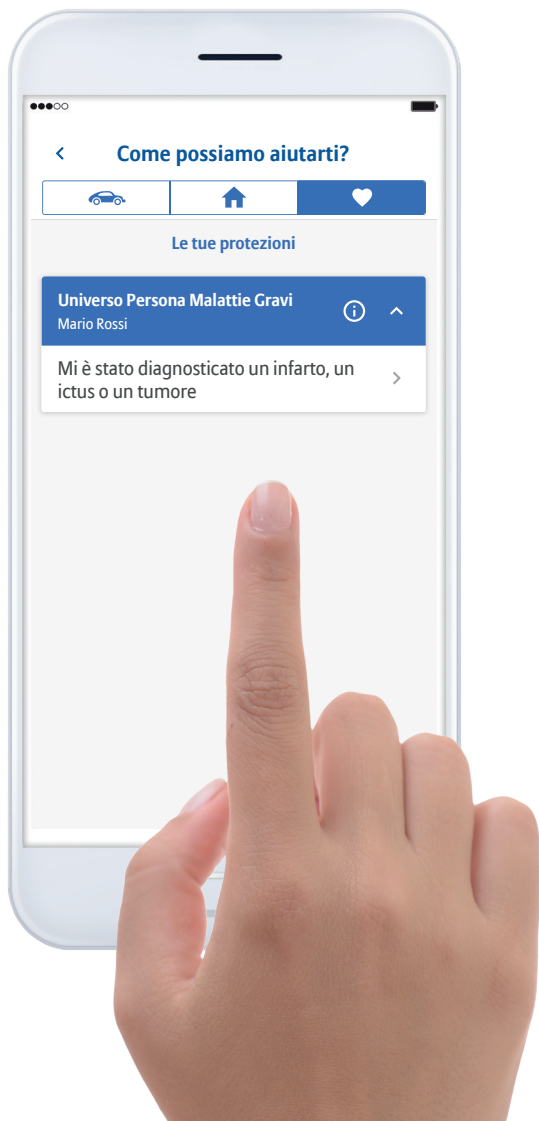 Come possiamo aiutarti?
Le tue protezioni
Universo Persona Malattie Gravi
Mario Rossi
Mi è stato diagnosticato un infarto, un
ictus o un tumore